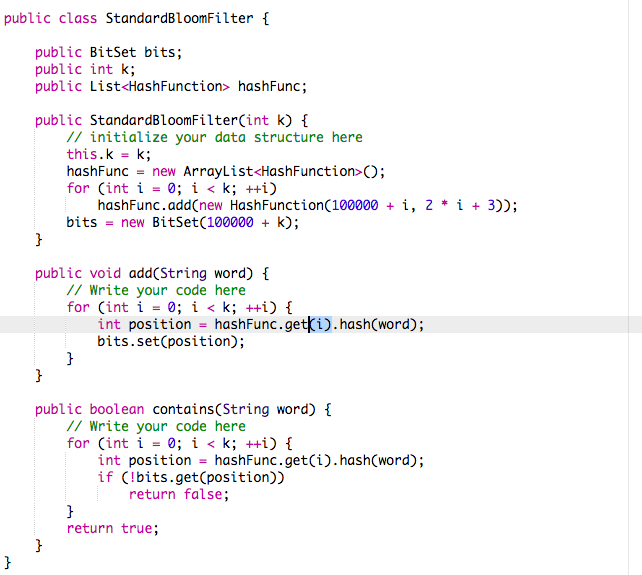 public class StandardBloomFilter {
public BitSet bits;
public int k;
public List<HashFunction> hashFunc;
public StandardBloomFilter(int k) {
// initialize your data structure here
this.k = k;
hashFunc = new ArrayList<HashFunction>();
for (int i = 0; i < k; ++i)
hashFunc.add(new HashFunction(100000 + i, 2 * i + 3));
bits = new BitSet(100000 + k);
}
public void add(String word) {
// Write your code here
for (int i = 0; i < k; ++i) {
int position = hashFunc.get(i).hash(word);
bits.set(position);
}
}
public boolean contains(String word) {
// Write your code here
for (int i = 0; i < k; ++i) {
int position = hashFunc.get(i).hash(word);
if (!bits.get(position))
return false;
}
return true;
}
}